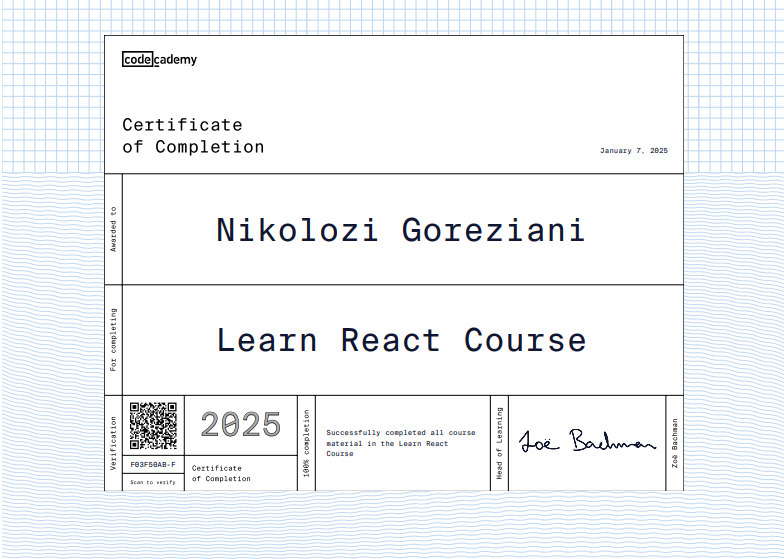 codecademy
Certificate
of Completion
January 7, 2025
Awarded to
Nikolozi Goreziani
For completing
Learn React Course
Verification
F03F50AB-F
Scan to verify
2025
Certificate
of Completion
100% completion
Successfully completed all course
material in the Learn React
Course
Head of Learning
Zoë Bachman
Zoë Bachman